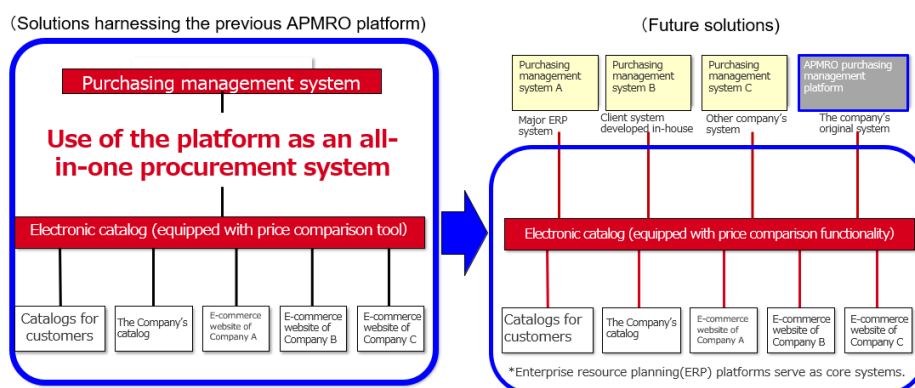 (Solutions harnessing the previous APMRO platform)
Purchasing management system
Use of the platform as an all-
in-one procurement system
Electronic catalog (equipped with price comparison tool)
Catalogs for
customers
The Company's
catalog
E-commerce
website of
Company A
E-commerce
website of
Company B
E-commerce
website of
Company C
(Future solutions)
Purchasing
management
system A
Purchasing
management
system B
Purchasing
management
system C
APMRO purchasing
management
platform
Major ERP
system
Client system
developed in-house
Other company's
system
The company's
original system
Electronic catalog (equipped with price comparison functionality)
Catalogs for
customers
The Company's
catalog
E-commerce
website of
Company A
E-commerce
website of
Company B
E-commerce
website of
Company C
*Enterprise resource planning(ERP) platforms serve as core systems.